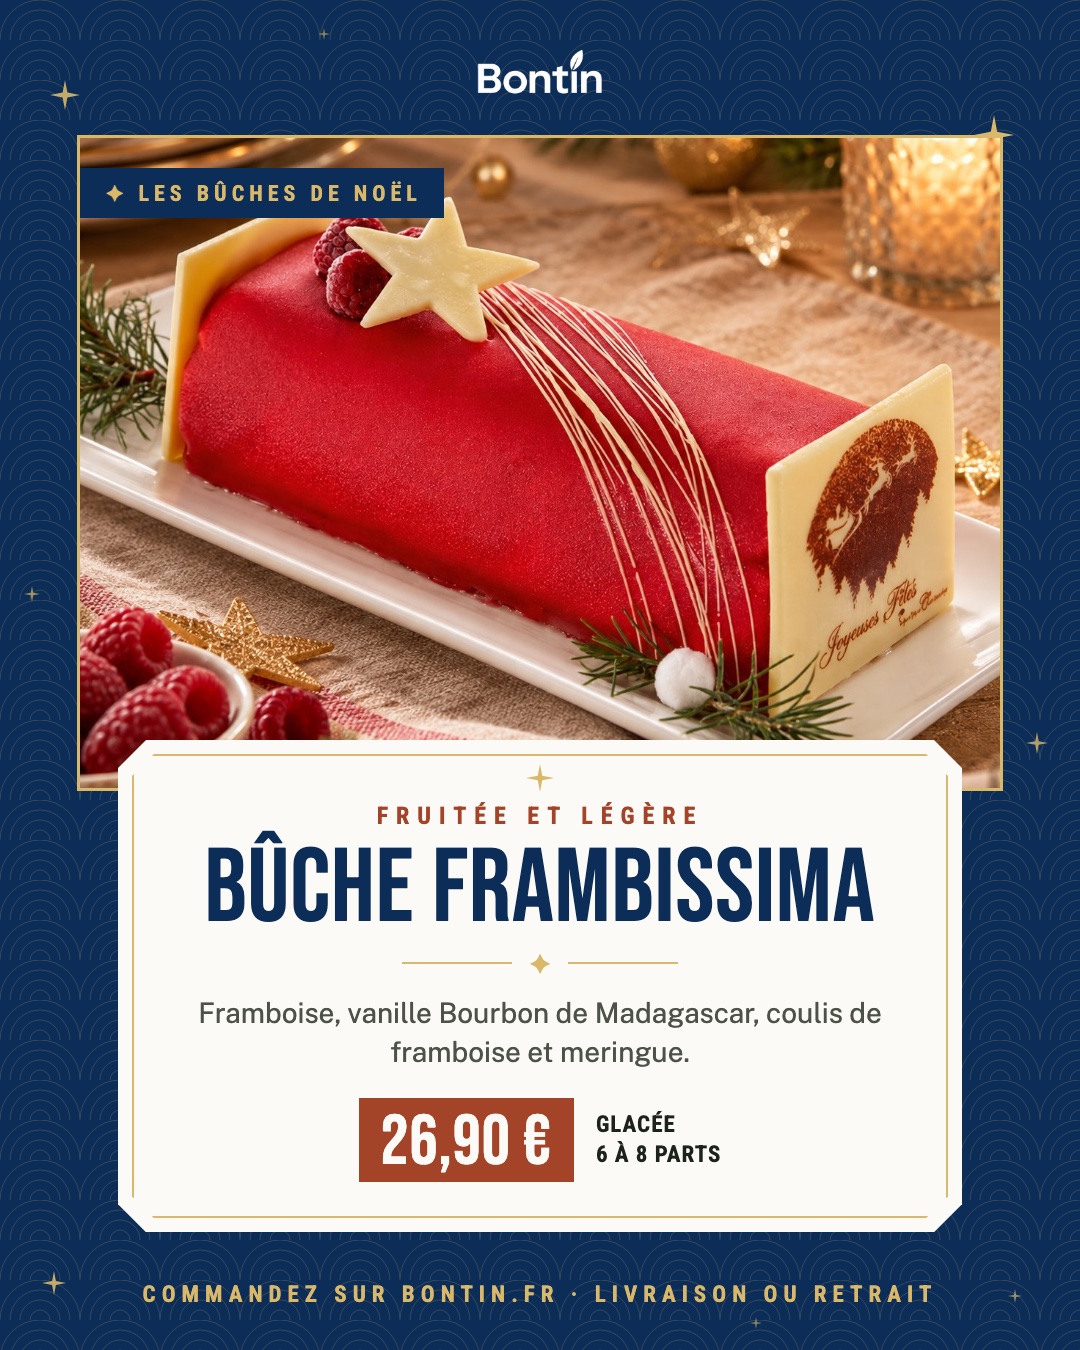 Bontin
LES BÛCHES DE NOËL
Joyeuses Fêtes
FRUITÉE ET LÉGÈRE
BÛCHE FRAMBISSIMA
Framboise, vanille Bourbon de Madagascar, coulis de
framboise et meringue.
26,90 €
GLACÉE
6 À 8 PARTS
COMMANDEZ SUR BONTIN.FR · LIVRAISON OU RETRAIT